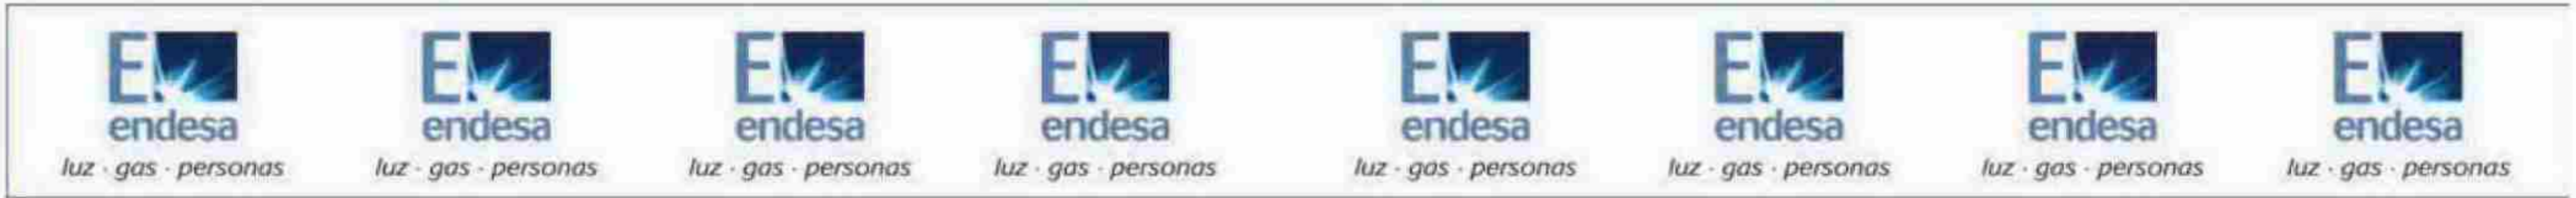 E E E E E E E E
endesa endesa endesa endesa endesa endesa endesa endesa
luz · gas · personas luz · gas · personas luz · gas · personas luz · gas · personas luz · gas · personas luz · gas · personas luz · gas · personas luz · gas · personas